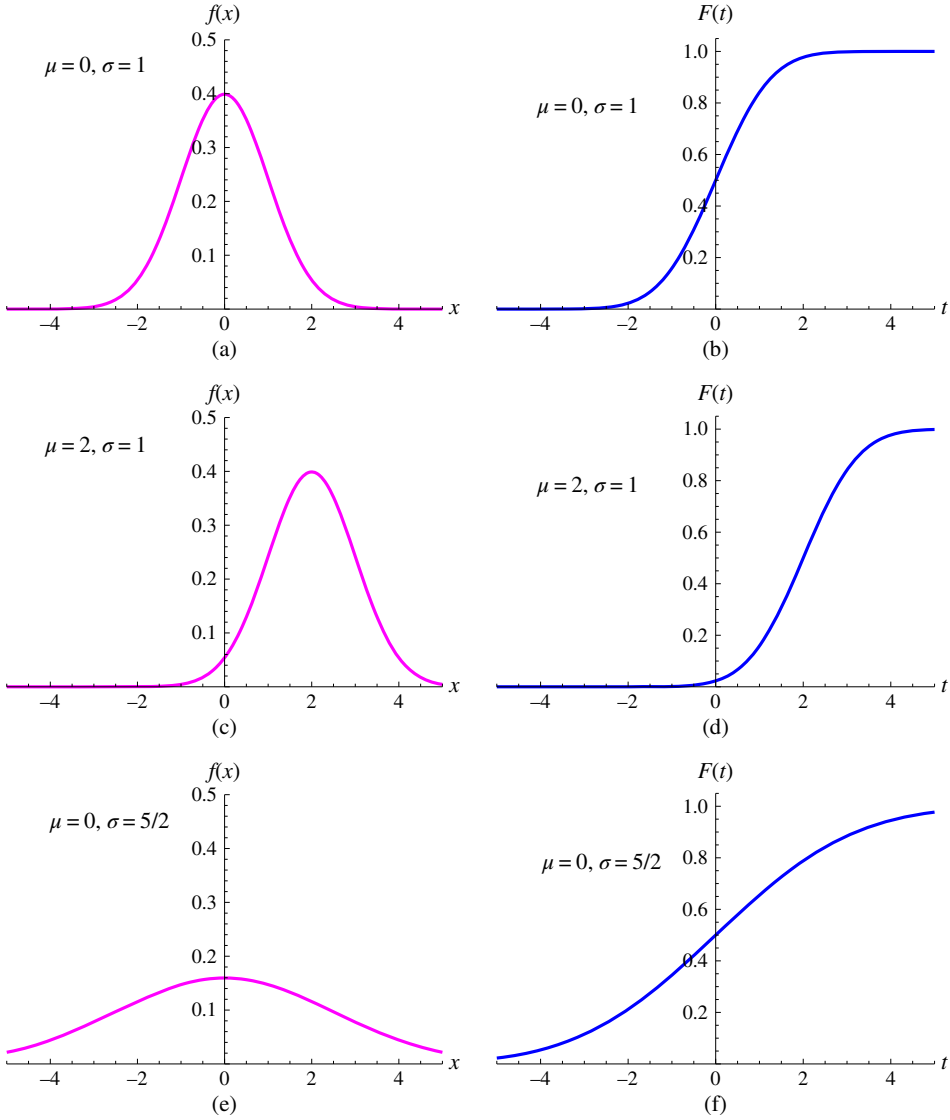 f(x)
μ = 0, σ = 1
0.5
0.4
0.3
0.2
0.1
−4 −2 0 2 4 x
(a)
F(t)
μ = 0, σ = 1
1.0
0.8
0.6
0.4
0.2
−4 −2 0 2 4 t
(b)
f(x)
μ = 2, σ = 1
0.5
0.4
0.3
0.2
0.1
−4 −2 0 2 4 x
(c)
F(t)
μ = 2, σ = 1
1.0
0.8
0.6
0.4
0.2
−4 −2 0 2 4 t
(d)
f(x)
μ = 0, σ = 5/2
0.5
0.4
0.3
0.2
0.1
−4 −2 0 2 4 x
(e)
F(t)
μ = 0, σ = 5/2
1.0
0.8
0.6
0.4
0.2
−4 −2 0 2 4 t
(f)